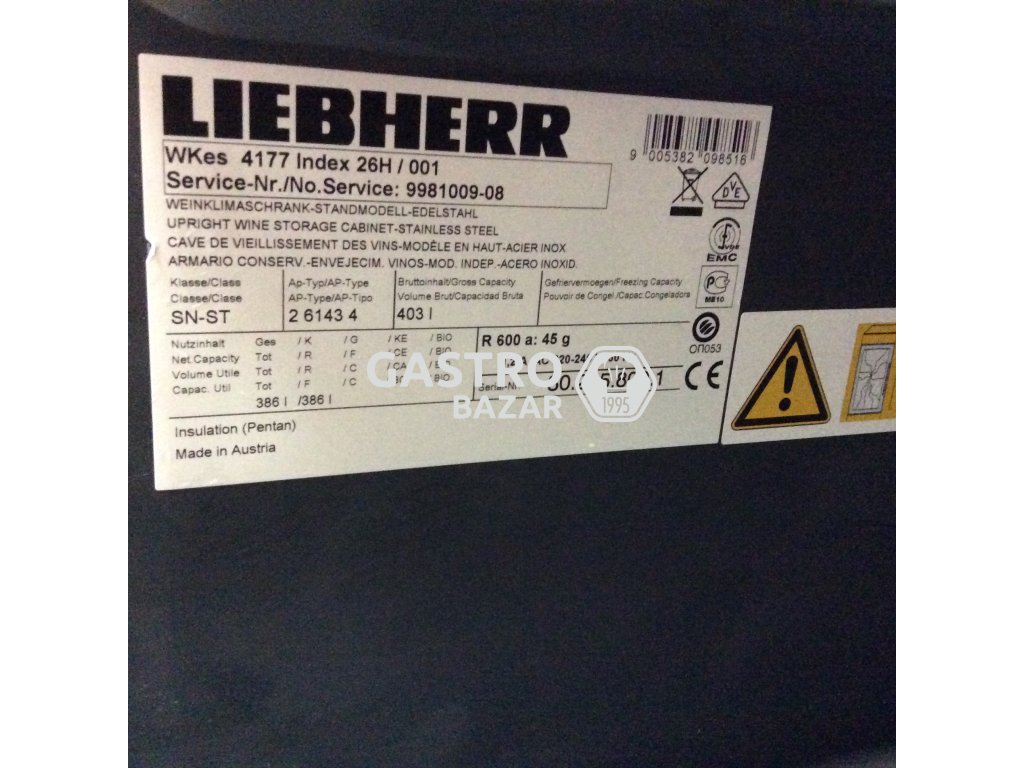 LIEBHERR
WKes 4177 Index 26H / 001
Service-Nr./No.Service: 9981009-08
9 005382 098516
WEINKLIMASCHRANK-STANDMODELL-EDELSTAHL
UPRIGHT WINE STORAGE CABINET-STAINLESS STEEL
CAVE DE VIEILLISSEMENT DES VINS-MODÈLE EN HAUT-ACIER INOX
ARMARIO CONSERV.-ENVEJECIM. VINOS-MOD. INDEP.-ACERO INOXID.
DVE
VDE
EMC
Klasse/Class Ap-Typ/AP-Type Bruttoinhalt/Gross Capacity Gefriervermoegen/Freezing Capacity
Classe/Clase AP-Type/AP-Tipo Volume Brut/Capacidad Bruta Pouvoir de Congel./Capac.Congeladora
SN-ST 2 6143 4 403 l
ME10
ОП053
Nutzinhalt Ges / K / G / KE / BIO R 600 a: 45 g
Net.Capacity Tot / R / F / CE / BIO
Volume Utile Tot / R / C / CA
Capac. Util Tot / F / C Serial-Nr.
386 l /386 l
CE
Insulation (Pentan)
Made in Austria
GASTRO
BAZAR
1995